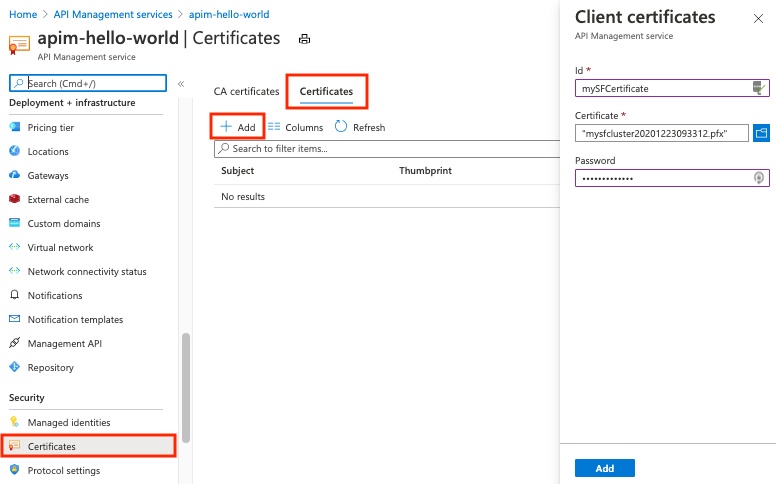 Home > API Management services > apim-hello-world
apim-hello-world | Certificates
API Management service
Search (Cmd+/)
«
Deployment + infrastructure
Pricing tier
Locations
Gateways
External cache
Custom domains
Virtual network
Network connectivity status
Notifications
Notification templates
Management API
Repository
Security
Managed identities
Certificates
Protocol settings
CA certificates
Certificates
+ Add
Columns
Refresh
Search to filter items...
Subject
Thumbprint
No results
Client certificates
API Management service
Id *
mySFCertificate
Certificate *
"mysfcluster20201223093312.pfx"
Password
•••••••••••••
Add